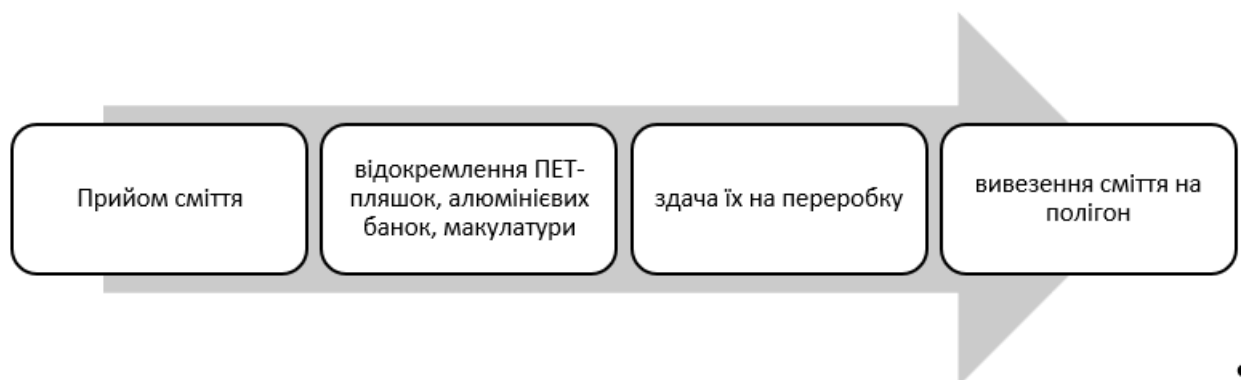 Прийом сміття
відокремлення ПЕТ-
пляшок, алюмінієвих
банок, макулатури
здача їх на переробку
вивезення сміття на
полігон